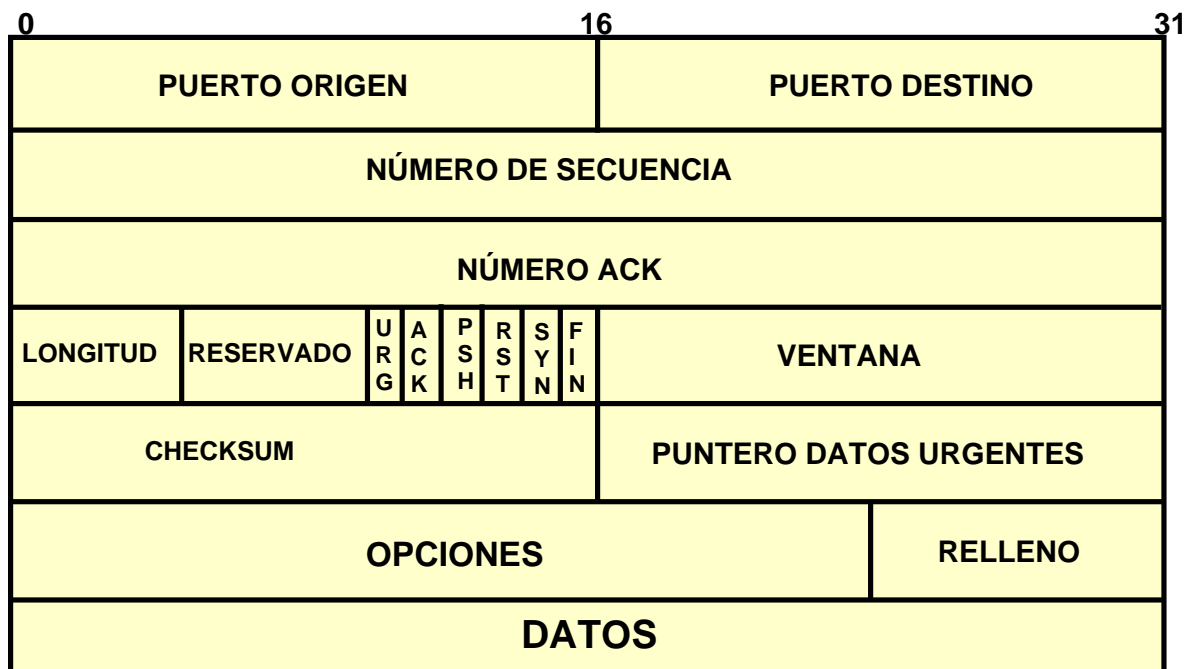 0 16 31
PUERTO ORIGEN PUERTO DESTINO
NÚMERO DE SECUENCIA
NÚMERO ACK
LONGITUD RESERVADO URG ACK PSH RST SYN FIN VENTANA
CHECKSUM PUNTERO DATOS URGENTES
OPCIONES RELLENO
DATOS